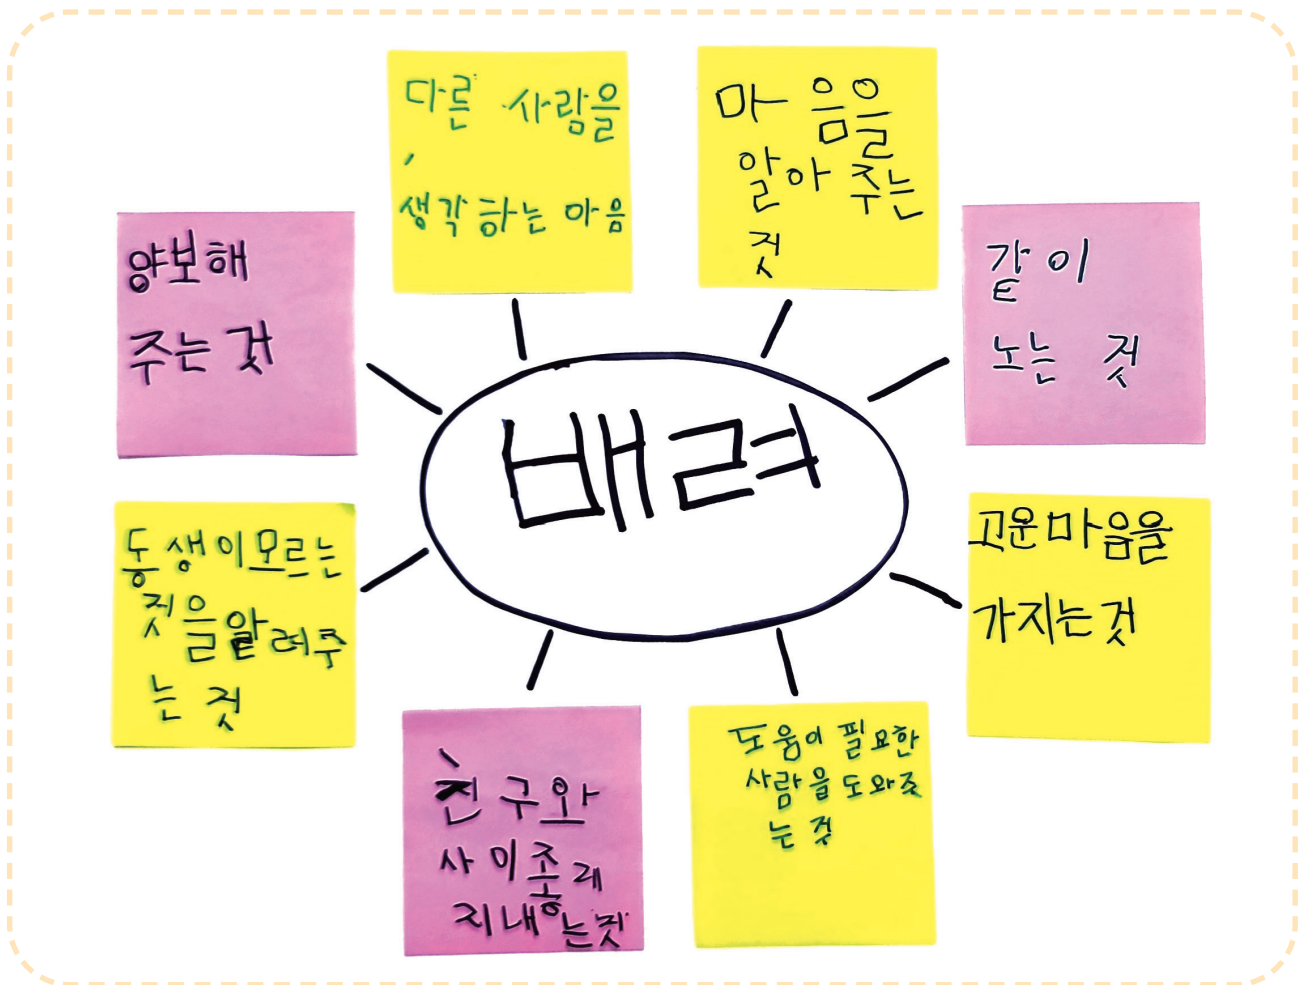 다른 사람을
생각하는 마음
마음을
알아 주는
것
양보해
주는 것
같이
노는 것
배려
동생이모르는
것을알려주
는 것
고운마음을
가지는것
친구와
사이좋게
지내는것
도움이 필요한
사람을 도와주
는 것